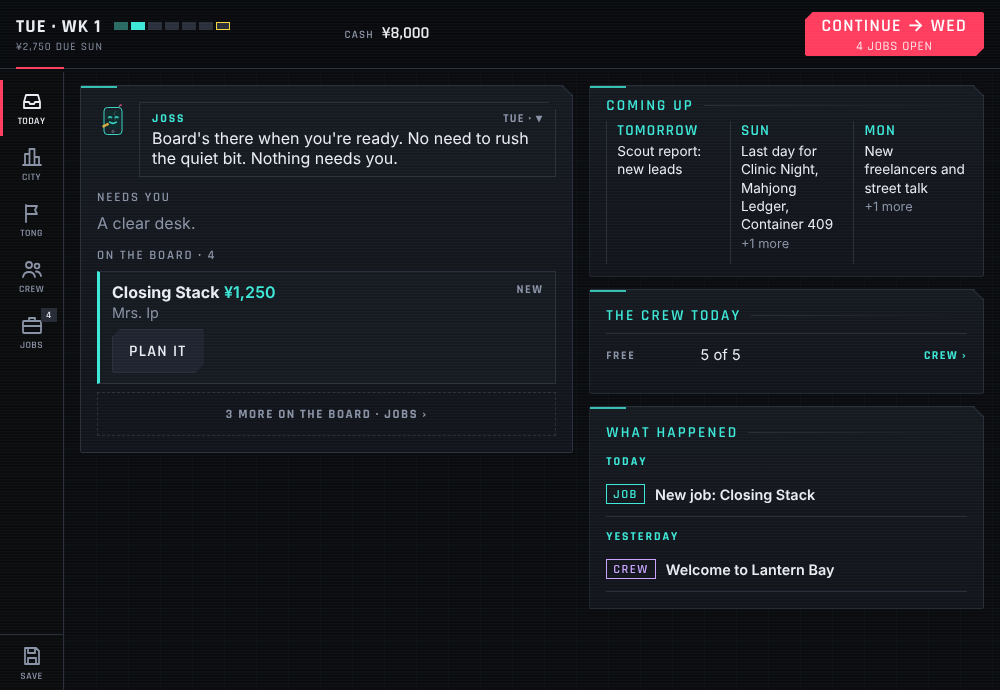 TUE · WK 1
¥2,750 DUE SUN
CASH ¥8,000
CONTINUE → WED
4 JOBS OPEN
TODAY
CITY
TONG
CREW
4
JOBS
SAVE
JOSS
TUE · ▾
Board's there when you're ready. No need to rush
the quiet bit. Nothing needs you.
NEEDS YOU
A clear desk.
ON THE BOARD · 4
Closing Stack ¥1,250
NEW
Mrs. Ip
PLAN IT
3 MORE ON THE BOARD · JOBS ›
COMING UP
TOMORROW
Scout report:
new leads
SUN
Last day for
Clinic Night,
Mahjong
Ledger,
Container 409
+1 more
MON
New
freelancers and
street talk
+1 more
THE CREW TODAY
FREE
5 of 5
CREW ›
WHAT HAPPENED
TODAY
JOB New job: Closing Stack
YESTERDAY
CREW Welcome to Lantern Bay